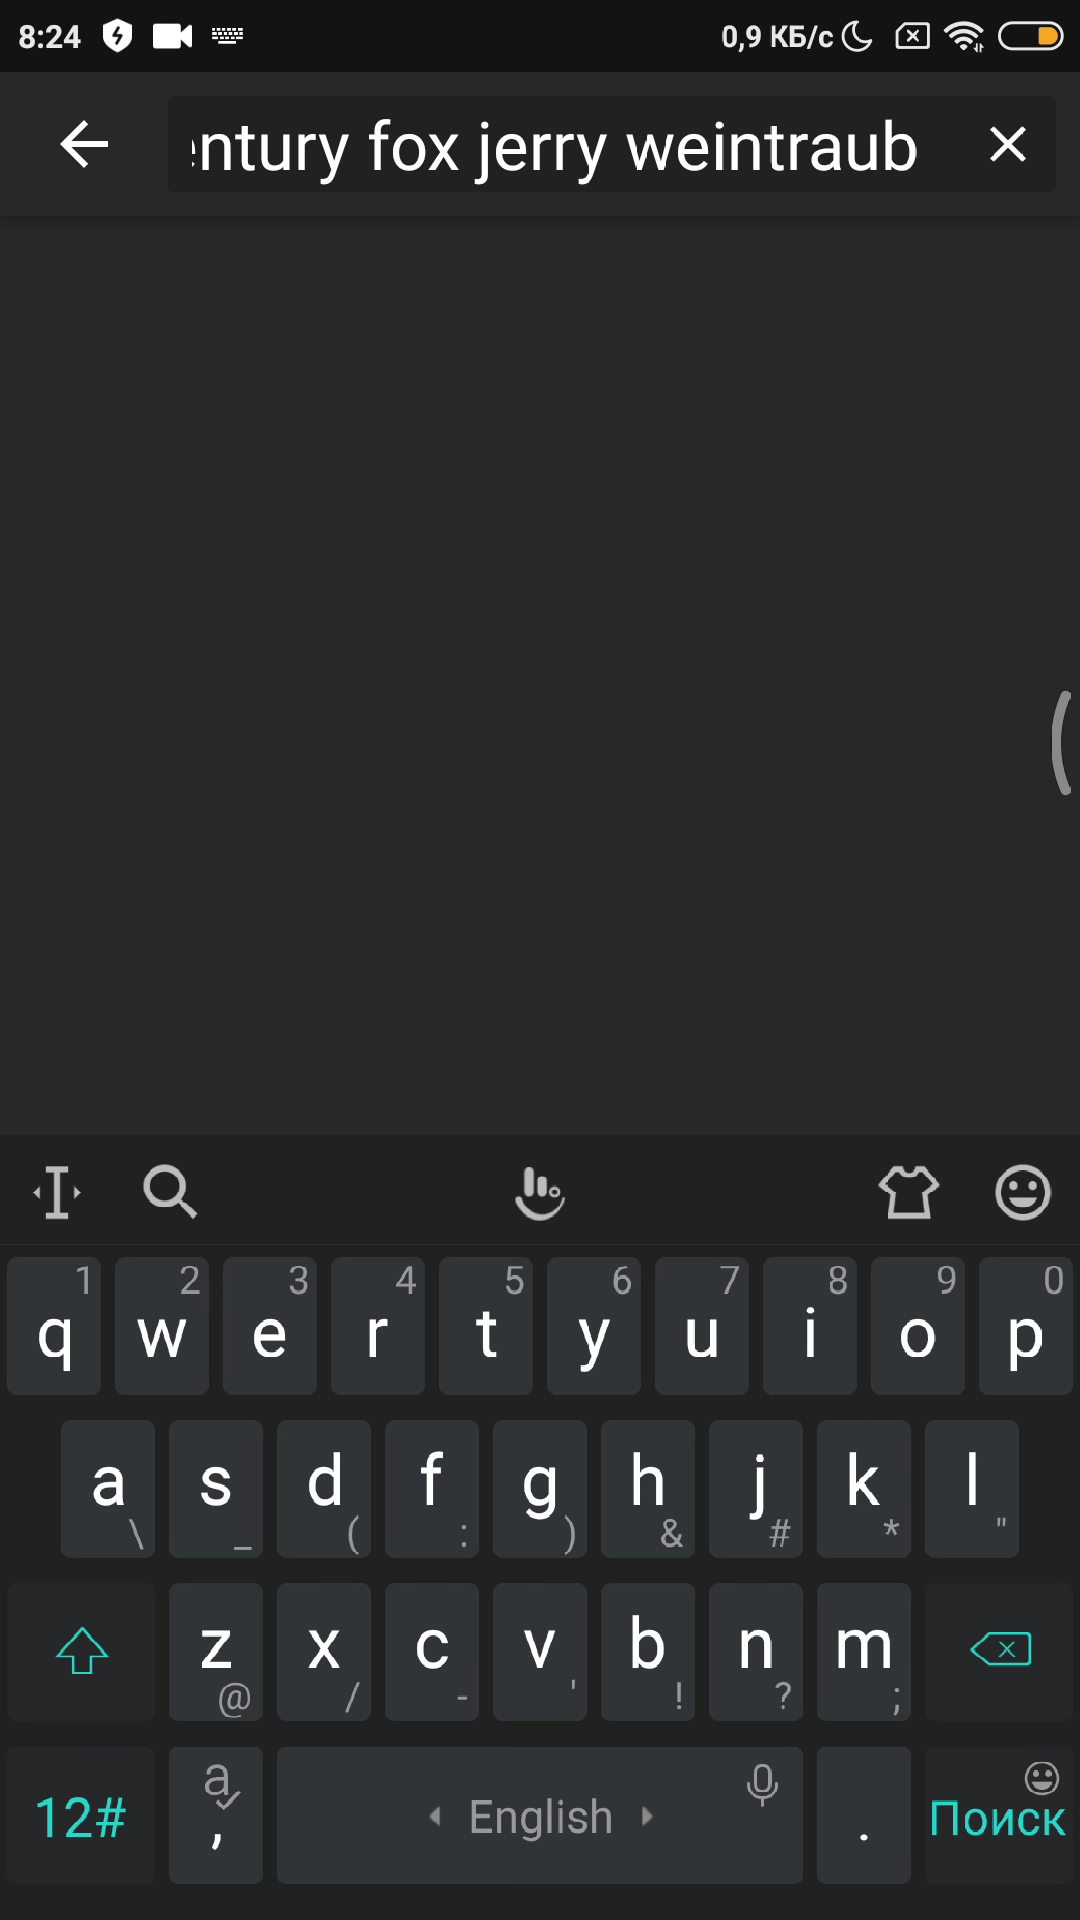 8:24 0,9 КБ/с
entury fox jerry weintraub
1 2 3 4 5 6 7 8 9 0
q w e r t y u i o p
a s d f g h j k l
\ _ ( : ) & # * "
z x c v b n m
@ / - ' ! ? ;
12# a , English . Поиск